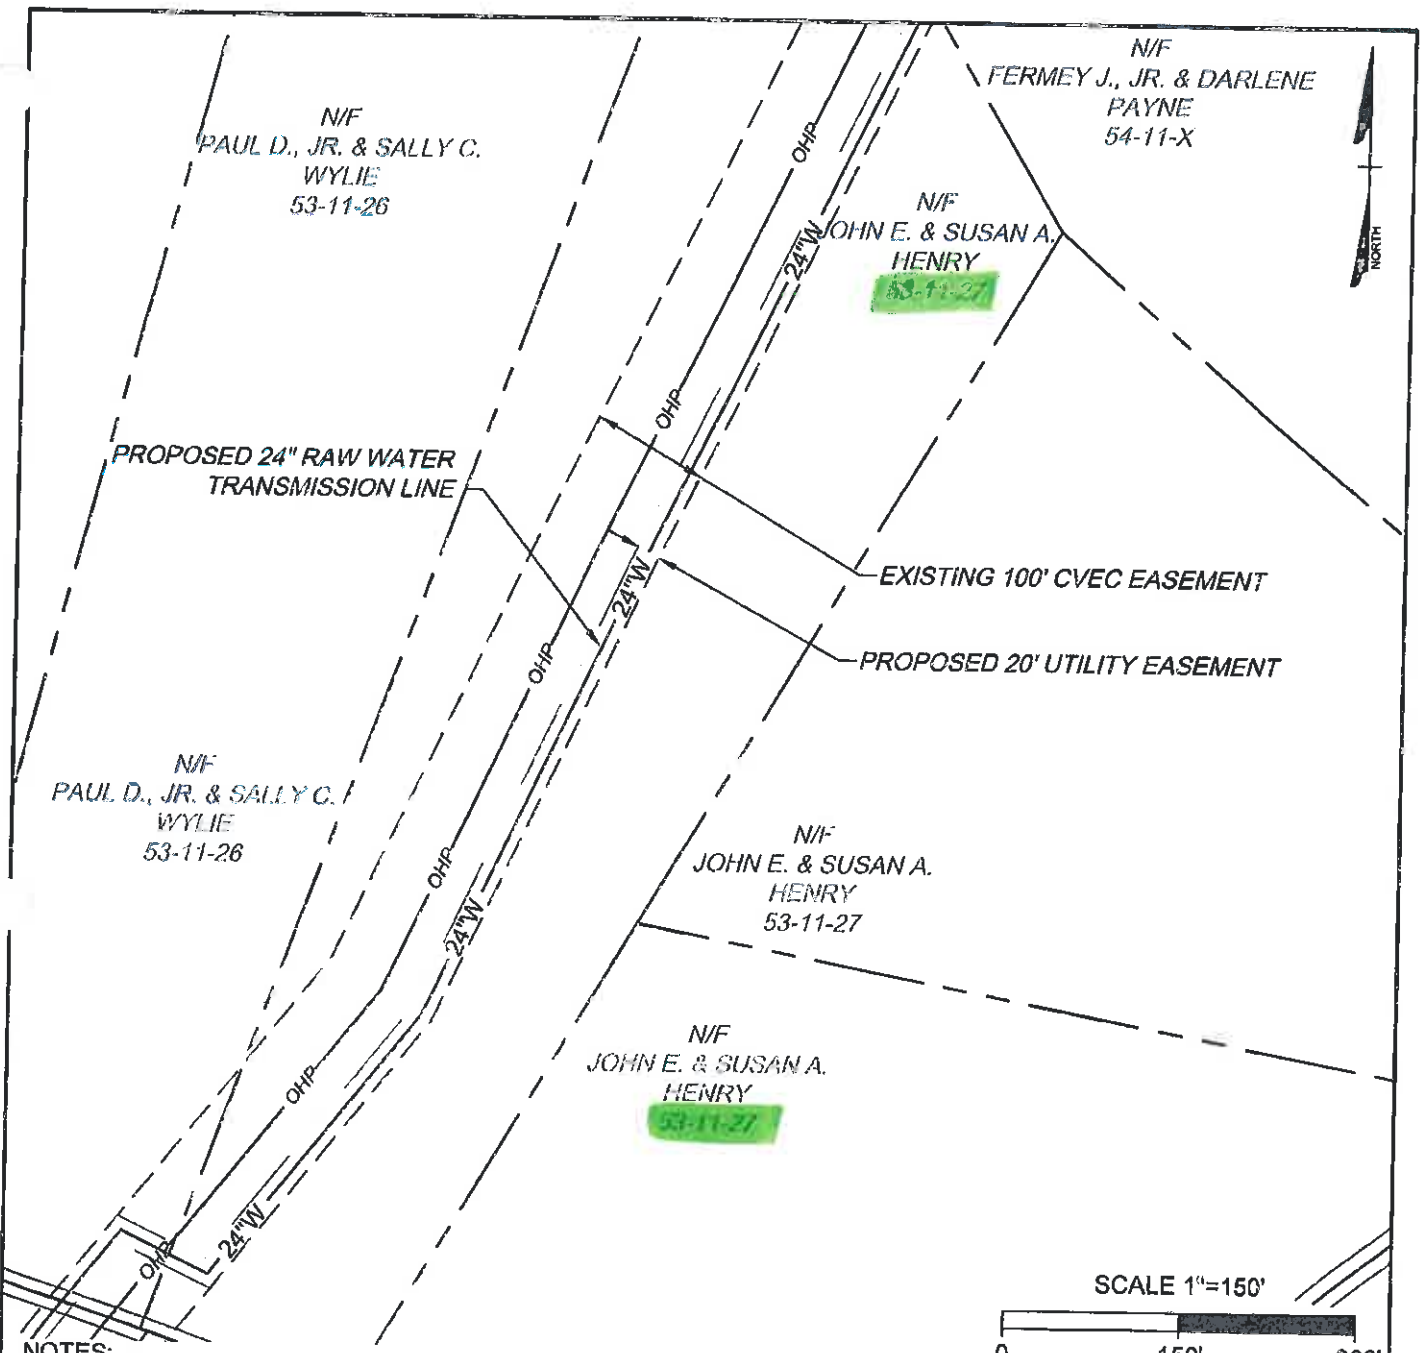 N/F
FERMEY J., JR. & DARLENE
PAYNE
54-11-X
NORTH
N/F
PAUL D., JR. & SALLY C.
WYLIE
53-11-26
OHP
N/F
JOHN E. & SUSAN A.
HENRY
53-11-27
24"W
OHP
PROPOSED 24" RAW WATER
TRANSMISSION LINE
EXISTING 100' CVEC EASEMENT
24"W
PROPOSED 20' UTILITY EASEMENT
OHP
N/F
PAUL D., JR. & SALLY C.
WYLIE
53-11-26
N/F
JOHN E. & SUSAN A.
HENRY
53-11-27
OHP
24"W
N/F
JOHN E. & SUSAN A.
HENRY
53-11-27
OHP
24"W
OHP
SCALE 1"=150'
0 150'
NOTES: